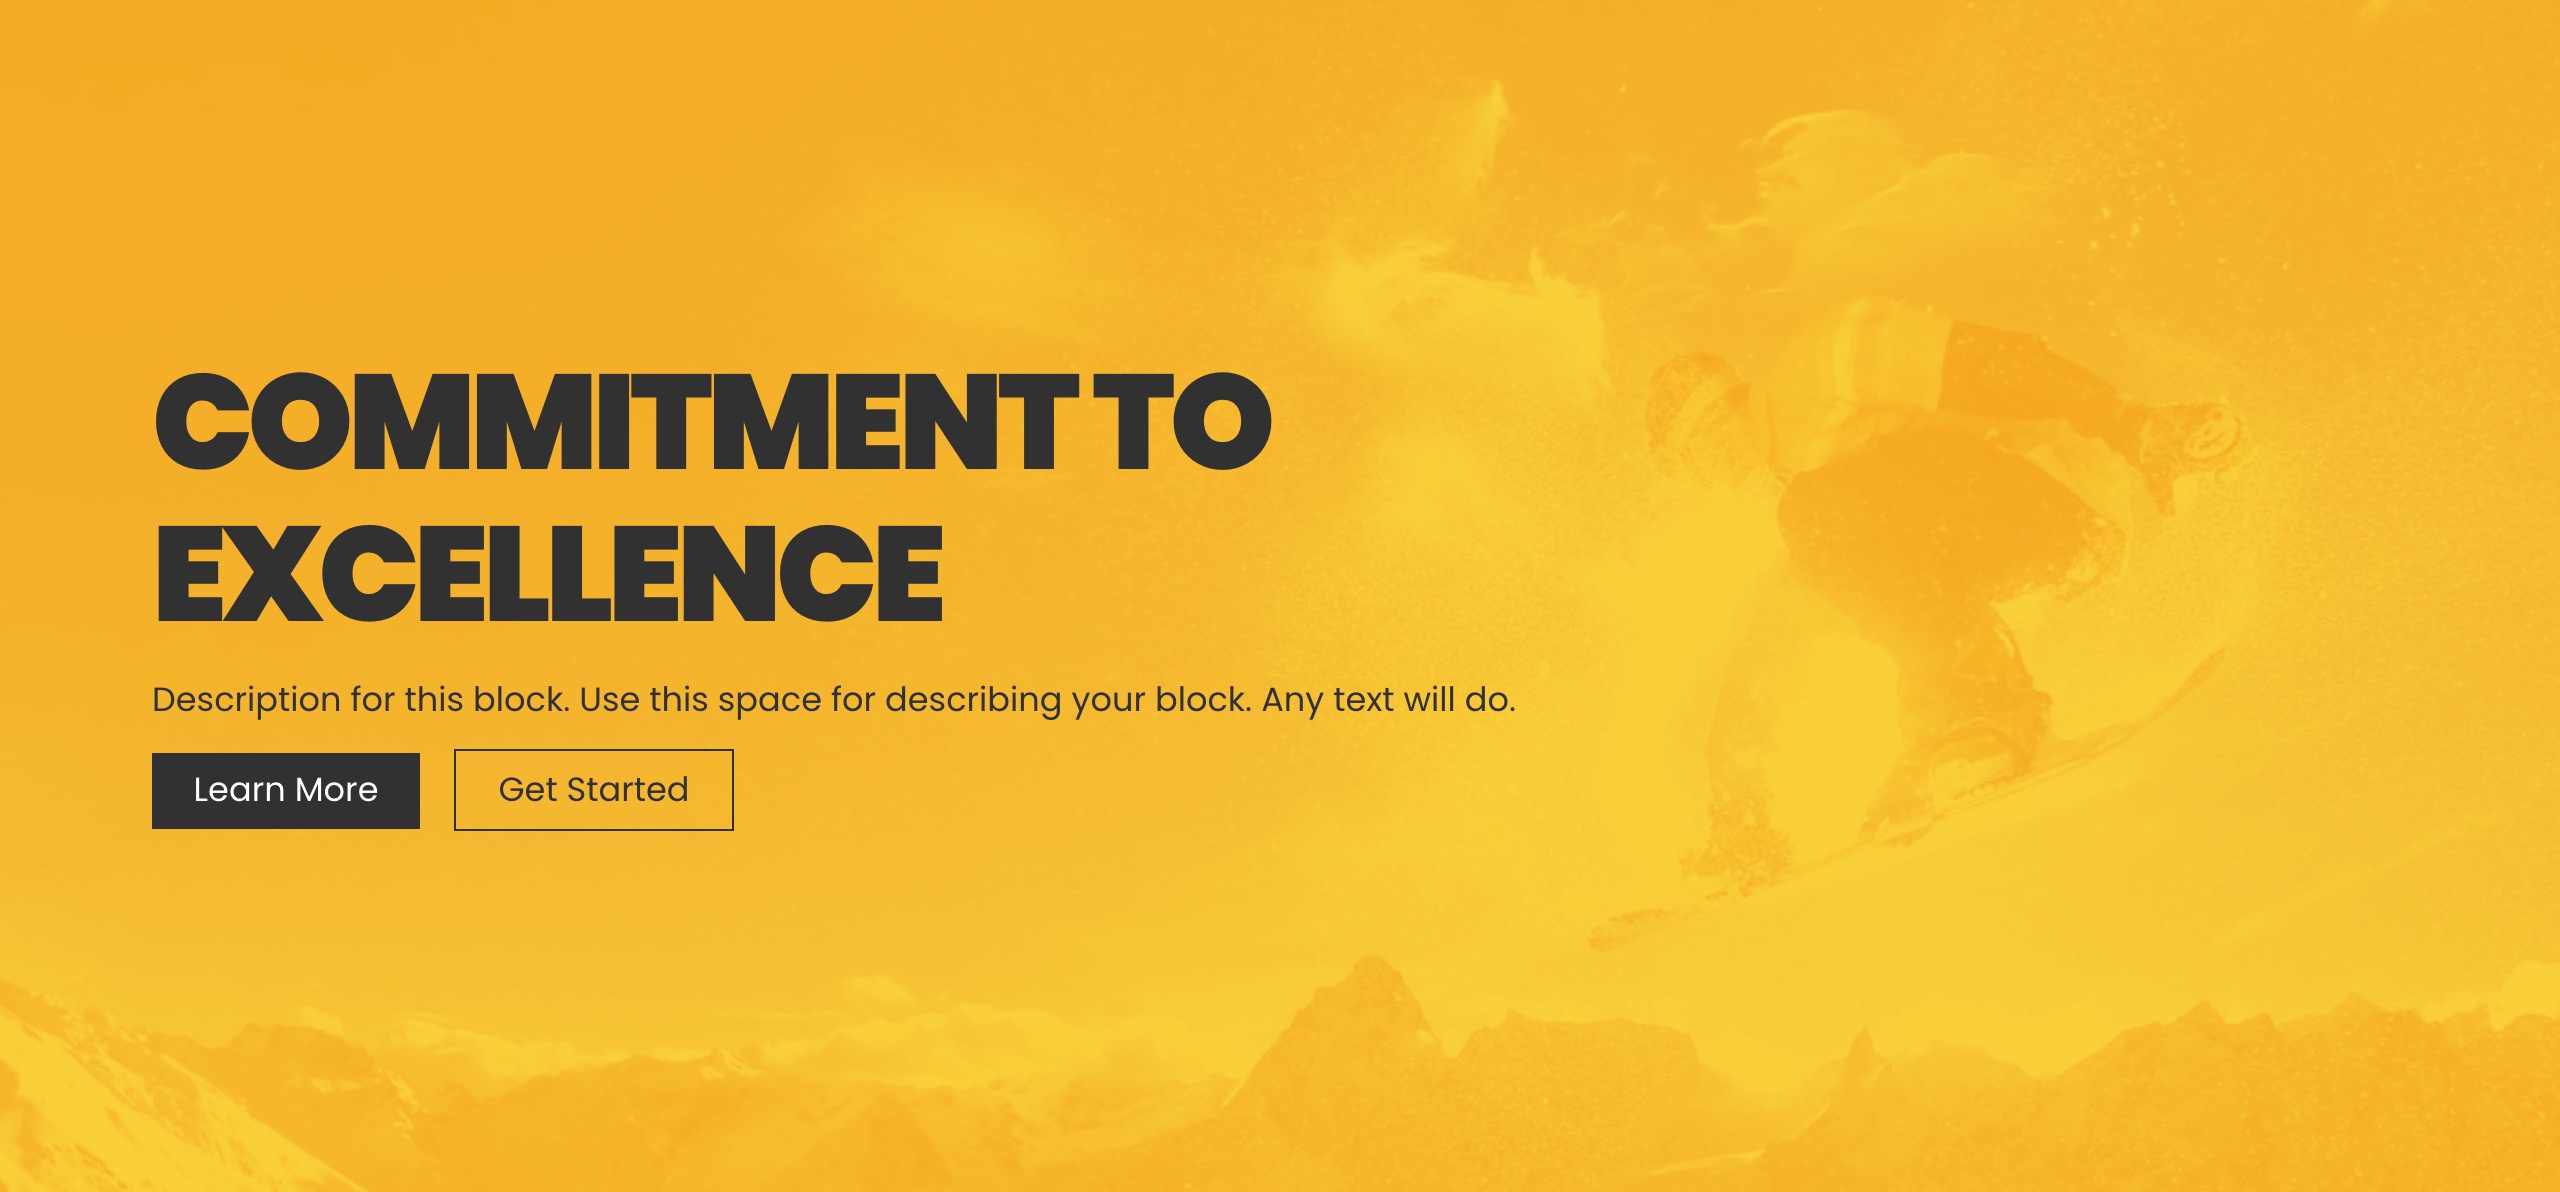 COMMITMENT TO
EXCELLENCE
Description for this block. Use this space for describing your block. Any text will do.
Learn More
Get Started